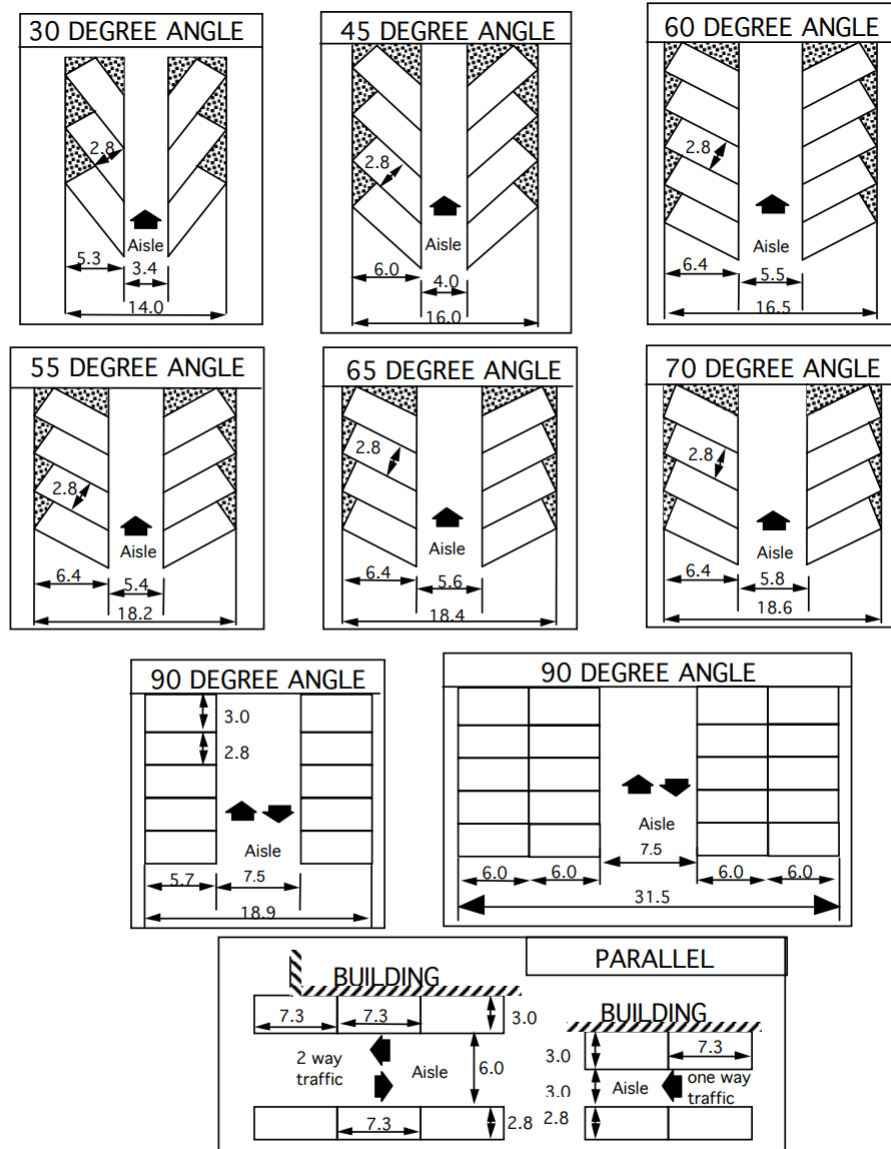 30 DEGREE ANGLE
2.8
Aisle
5.3
3.4
14.0
45 DEGREE ANGLE
2.8
Aisle
6.0
4.0
16.0
60 DEGREE ANGLE
2.8
Aisle
6.4
5.5
16.5
55 DEGREE ANGLE
2.8
Aisle
6.4
5.4
18.2
65 DEGREE ANGLE
2.8
Aisle
6.4
5.6
18.4
70 DEGREE ANGLE
2.8
Aisle
6.4
5.8
18.6
90 DEGREE ANGLE
3.0
2.8
Aisle
5.7
7.5
18.9
90 DEGREE ANGLE
Aisle
7.5
6.0
6.0
6.0
6.0
31.5
PARALLEL
BUILDING
7.3
7.3
3.0
2 way
traffic
Aisle
6.0
7.3
2.8
BUILDING
3.0
7.3
3.0
Aisle
one way
traffic
2.8